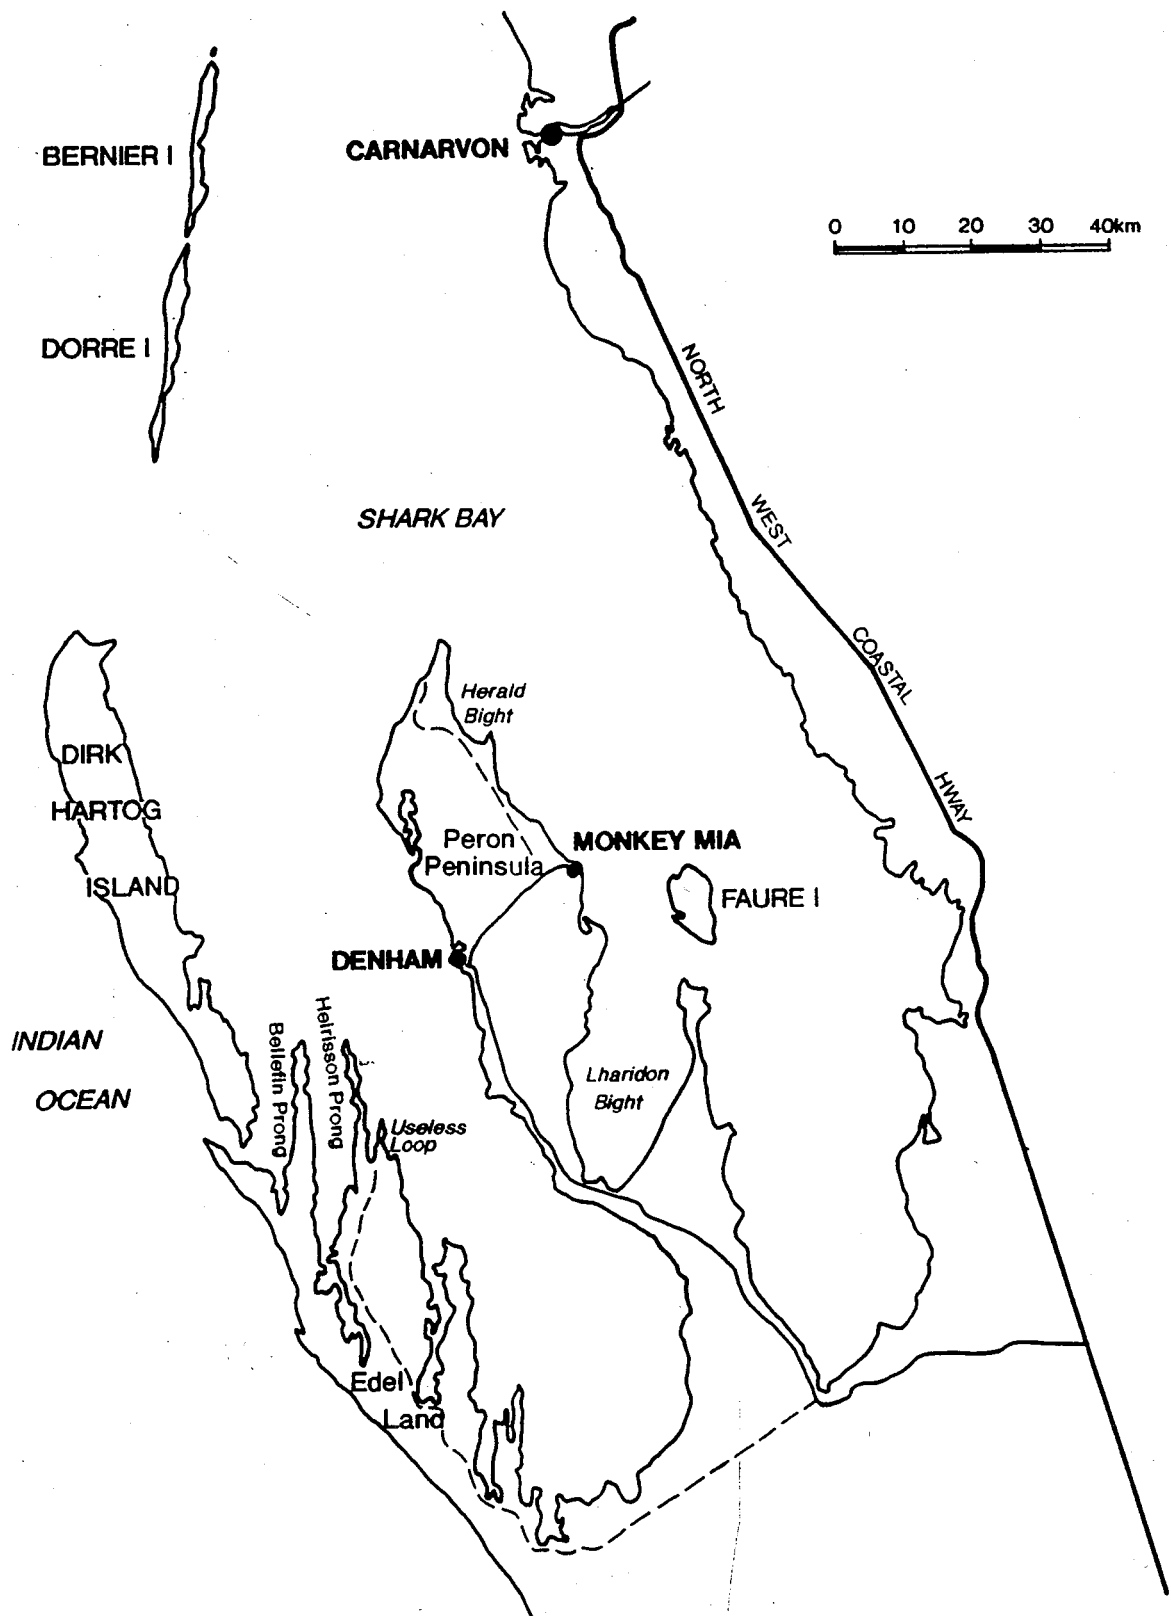 BERNIER I
CARNARVON
0 10 20 30 40km
DORRE I
NORTH
WEST
COASTAL
HWAY
SHARK BAY
Herald
Bight
DIRK
HARTOG
ISLAND
Peron
Peninsula
MONKEY MIA
FAURE I
DENHAM
INDIAN
OCEAN
Bellefin Prong
Heirisson Prong
Useless
Loop
Lharidon
Bight
Edel
Land